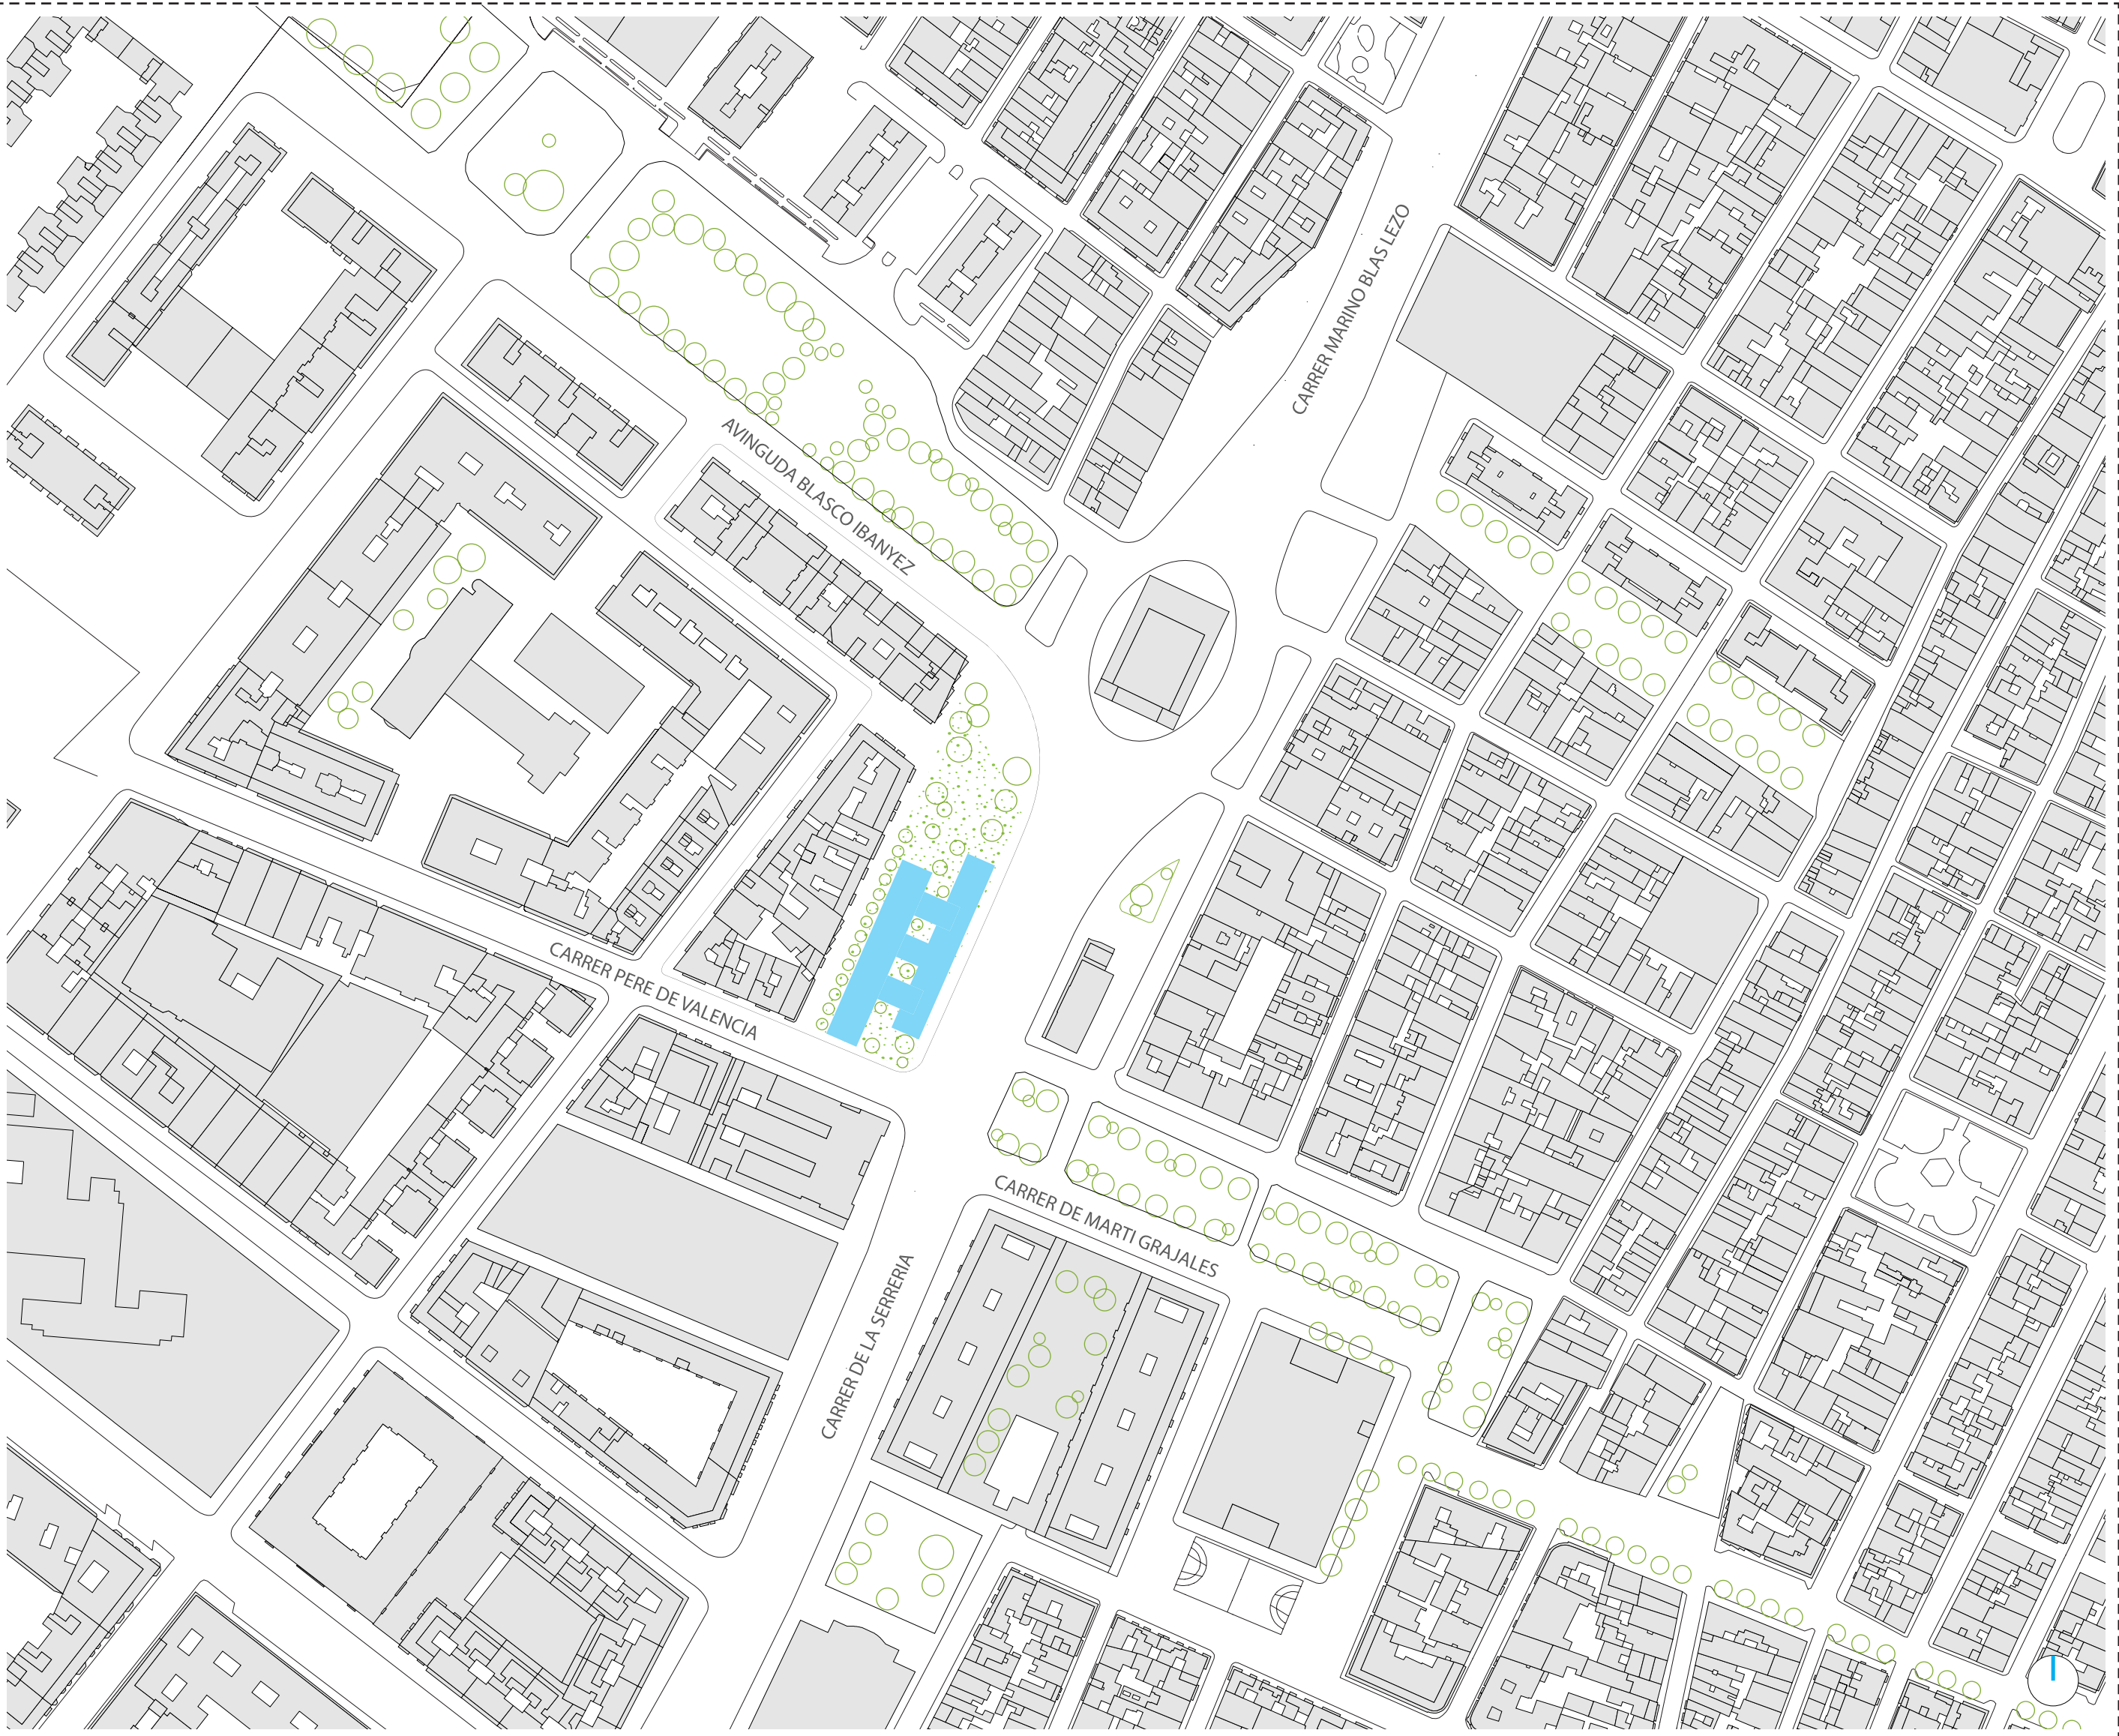 CARRER MARINO BLAS LEZO
AVINGUDA BLASCO IBANYEZ
CARRER PERE DE VALENCIA
CARRER DE MARTI GRAJALES
CARRER DE LA SERRERIA